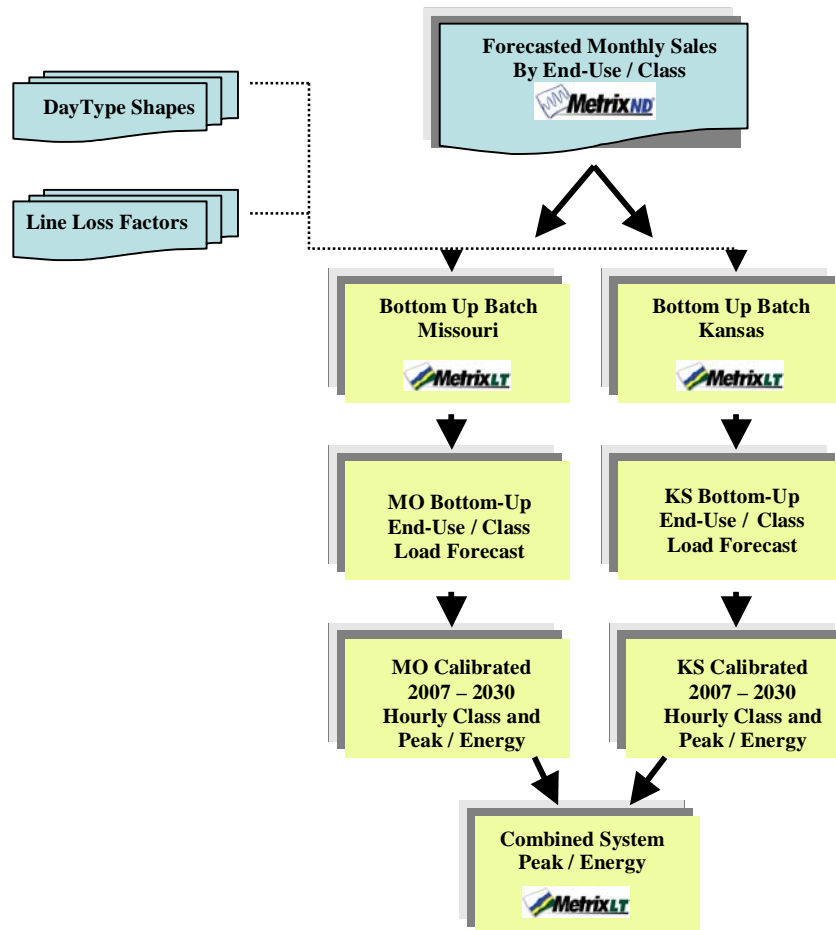 Forecasted Monthly Sales
By End-Use / Class
MetrixND
DayType Shapes
Line Loss Factors
Bottom Up Batch
Missouri
MetrixLT
Bottom Up Batch
Kansas
MetrixLT
MO Bottom-Up
End-Use / Class
Load Forecast
KS Bottom-Up
End-Use / Class
Load Forecast
MO Calibrated
2007 – 2030
Hourly Class and
Peak / Energy
KS Calibrated
2007 – 2030
Hourly Class and
Peak / Energy
Combined System
Peak / Energy
MetrixLT